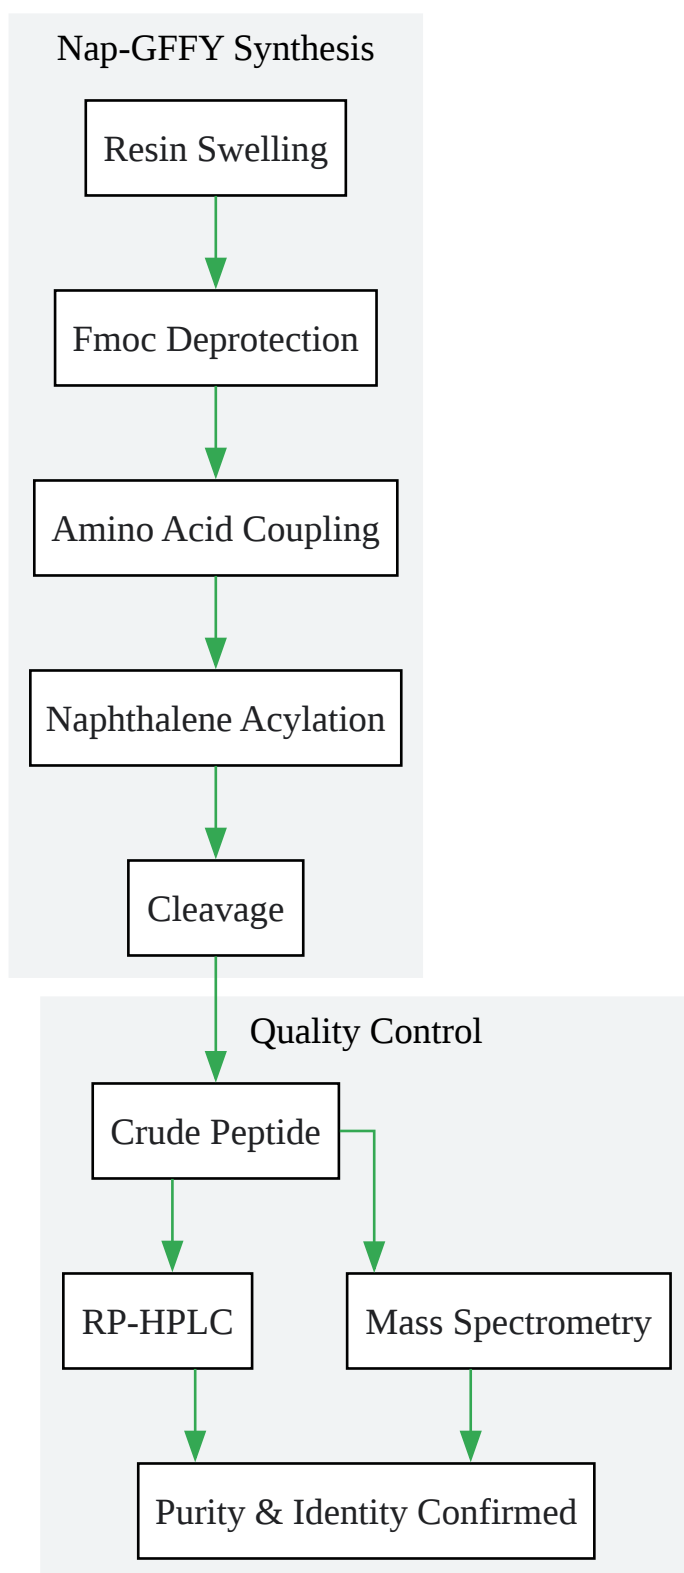 Nap-GFFY Synthesis
Resin Swelling
Fmoc Deprotection
Amino Acid Coupling
Naphthalene Acylation
Cleavage
Quality Control
Crude Peptide
RP-HPLC
Mass Spectrometry
Purity & Identity Confirmed